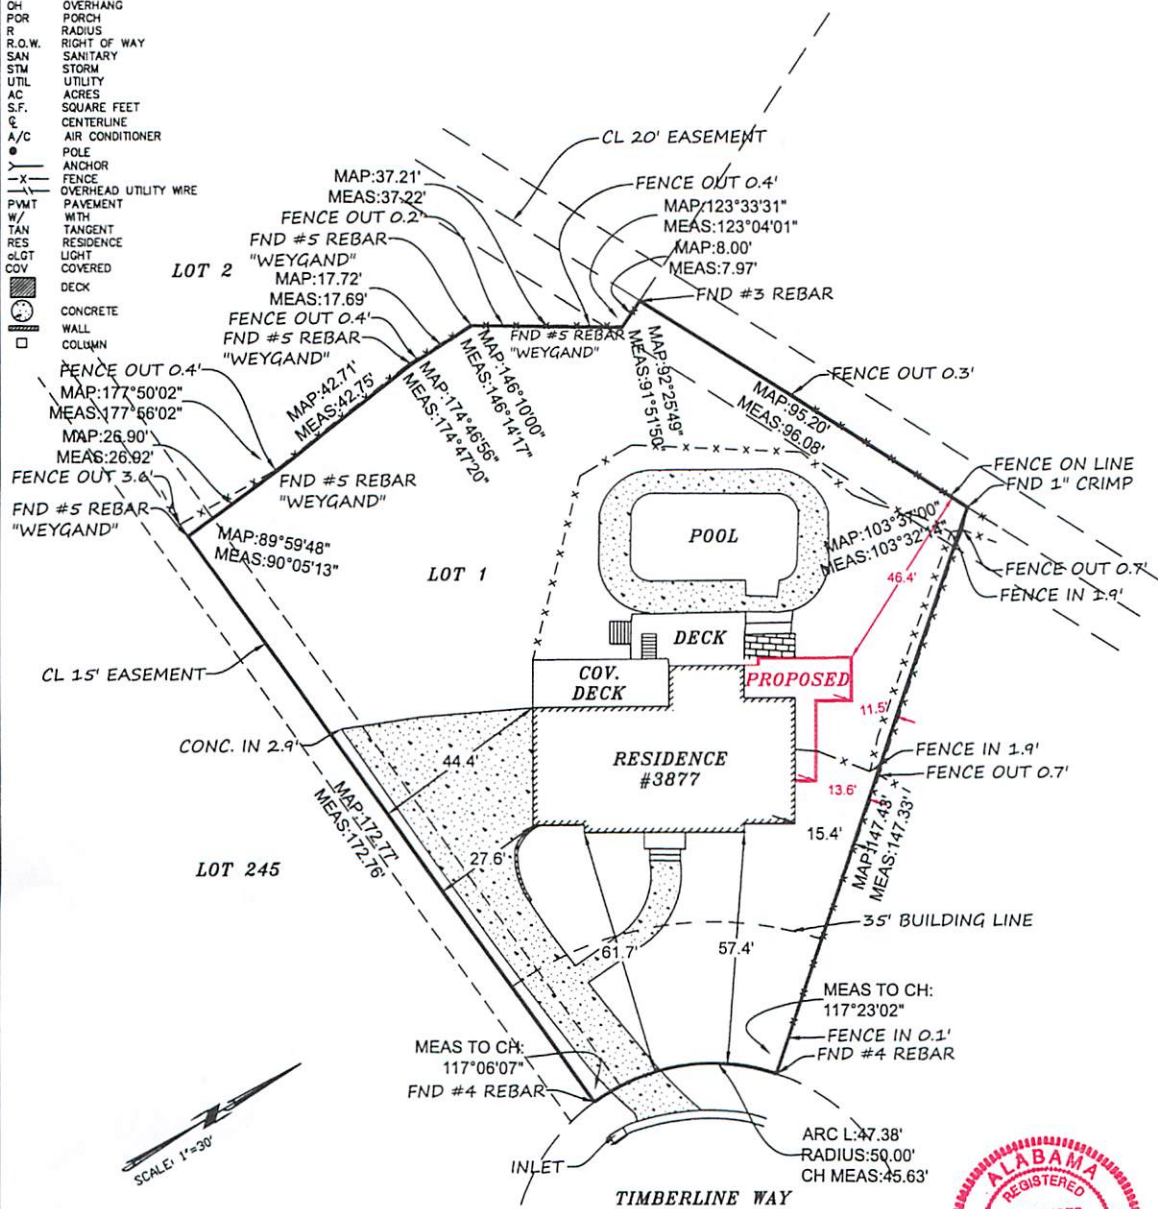 OH OVERHANG
POR PORCH
R RADIUS
R.O.W. RIGHT OF WAY
SAN SANITARY
STM STORM
UTIL UTILITY
AC ACRES
S.F. SQUARE FEET
℄ CENTERLINE
A/C AIR CONDITIONER
POLE
ANCHOR
—X— FENCE
OVERHEAD UTILITY WIRE
PVMT PAVEMENT
W/ WITH
TAN TANGENT
RES RESIDENCE
LGT LIGHT
COV COVERED
DECK
CONCRETE
WALL
COLUMN
CL 20' EASEMENT
MAP:37.21'
MEAS:37.22'
FENCE OUT 0.2'
FND #5 REBAR
"WEYGAND"
MAP:17.72'
MEAS:17.69'
FENCE OUT 0.4'
FND #5 REBAR
"WEYGAND"
FENCE OUT 0.4'
MAP:123°33'31"
MEAS:123°04'01"
MAP:8.00'
MEAS:7.97'
FND #3 REBAR
LOT 2
FENCE OUT 0.4'
MAP:177°50'02"
MEAS:177°56'02"
MAP:26.90'
MEAS:26.92'
FENCE OUT 3.6'
FND #5 REBAR
"WEYGAND"
MAP:42.71'
MEAS:42.75'
FND #5 REBAR
"WEYGAND"
MAP:174°46'56"
MEAS:174°47'20"
MAP:146°10'00"
MEAS:146°14'17"
FND #5 REBAR
"WEYGAND"
MAP:92°25'49"
MEAS:91°51'50"
FENCE OUT 0.3'
MAP:95.20'
MEAS:96.08'
FENCE ON LINE
FND 1" CRIMP
MAP:103°37'00"
MEAS:103°32'14"
FENCE OUT 0.7'
FENCE IN 1.9'
MAP:89°59'48"
MEAS:90°05'13"
LOT 1
POOL
46.4'
DECK
COV.
DECK
PROPOSED
CL 15' EASEMENT
11.5'
CONC. IN 2.9'
44.4'
RESIDENCE
#3877
FENCE IN 1.9'
FENCE OUT 0.7'
13.6'
15.4'
MAP:172.77'
MEAS:172.76'
MAP:147.43'
MEAS:147.33'
27.6'
LOT 245
35' BUILDING LINE
61.7'
57.4'
MEAS TO CH:
117°23'02"
FENCE IN 0.1'
FND #4 REBAR
MEAS TO CH:
117°06'07"
FND #4 REBAR
SCALE: 1"=30'
INLET
ARC L:47.38'
RADIUS:50.00'
CH MEAS:45.63'
TIMBERLINE WAY
ALABAMA
REGISTERED